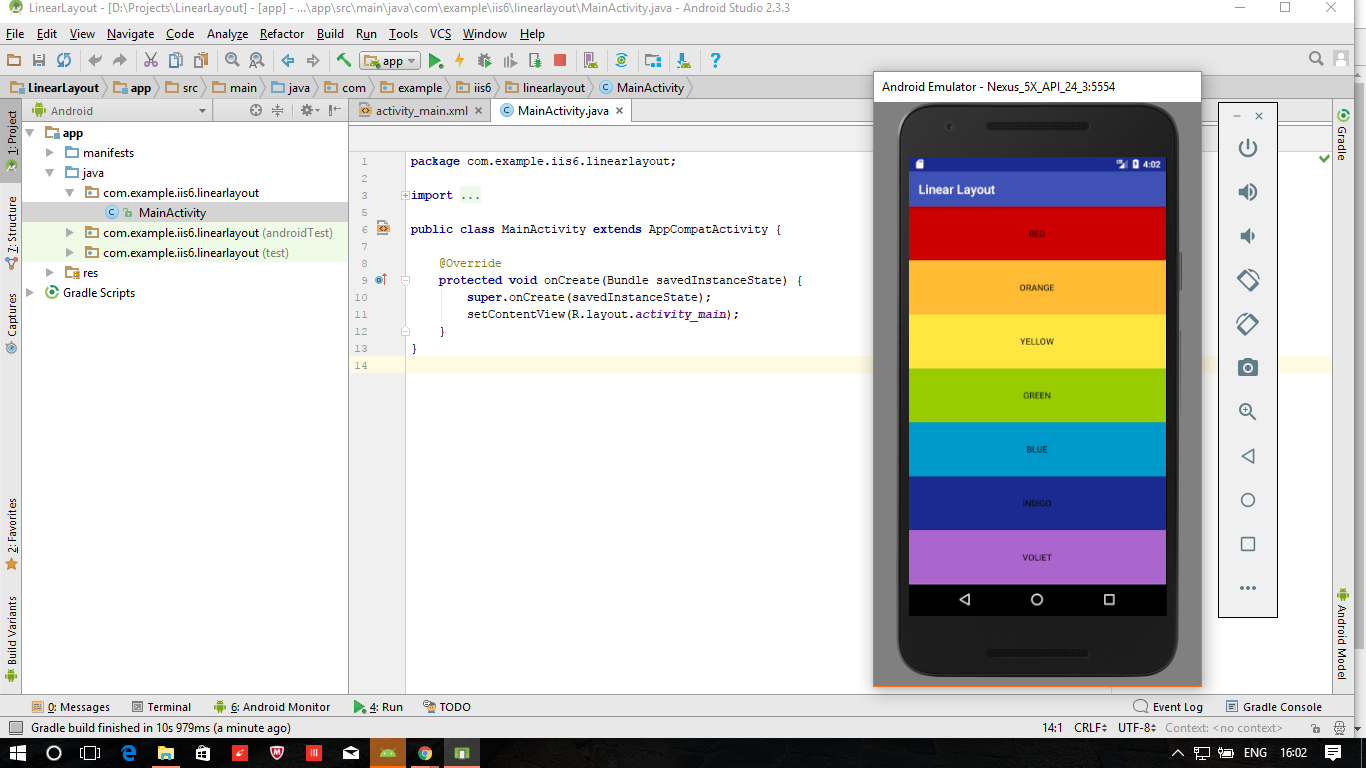 LinearLayout - [D:\Projects\LinearLayout] - [app] - ...\app\src\main\java\com\example\iis6\linearlayout\MainActivity.java - Android Studio 2.3.3
File Edit View Navigate Code Analyze Refactor Build Run Tools VCS Window Help
app
LinearLayout app src main java com example iis6 linearlayout MainActivity
Android
activity_main.xml MainActivity.java
1: Project
7: Structure
Captures
2: Favorites
Build Variants
app
manifests
java
com.example.iis6.linearlayout
MainActivity
com.example.iis6.linearlayout (androidTest)
com.example.iis6.linearlayout (test)
res
Gradle Scripts
1 package com.example.iis6.linearlayout;
2
3 import ...
5
6 public class MainActivity extends AppCompatActivity {
7
8 @Override
9 protected void onCreate(Bundle savedInstanceState) {
10 super.onCreate(savedInstanceState);
11 setContentView(R.layout.activity_main);
12 }
13 }
14
Android Emulator - Nexus_5X_API_24_3:5554
4:02
Linear Layout
RED
ORANGE
YELLOW
GREEN
BLUE
INDIGO
VOLIET
Gradle
Android Model
0: Messages Terminal 6: Android Monitor 4: Run TODO Event Log Gradle Console
Gradle build finished in 10s 979ms (a minute ago) 14:1 CRLF UTF-8 Context: <no context>
ENG 16:02